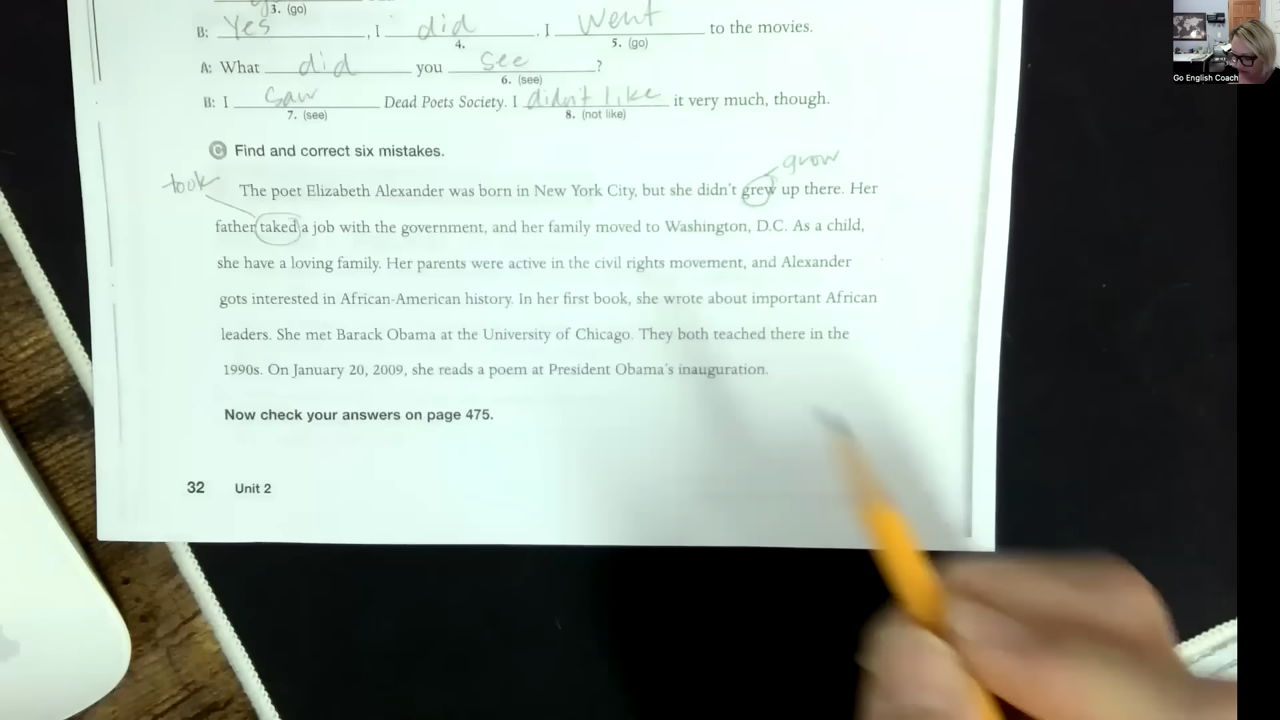 3. (go)
B: Yes, I did. I went to the movies.
4. 5. (go)
A: What did you see?
6. (see)
B: I saw Dead Poets Society. I didn't like it very much, though.
7. (see) 8. (not like)
C Find and correct six mistakes.
grow
took
The poet Elizabeth Alexander was born in New York City, but she didn't grew up there. Her
father taked a job with the government, and her family moved to Washington, D.C. As a child,
she have a loving family. Her parents were active in the civil rights movement, and Alexander
gots interested in African-American history. In her first book, she wrote about important African
leaders. She met Barack Obama at the University of Chicago. They both teached there in the
1990s. On January 20, 2009, she reads a poem at President Obama's inauguration.
Now check your answers on page 475.
32 Unit 2
Go English Coach